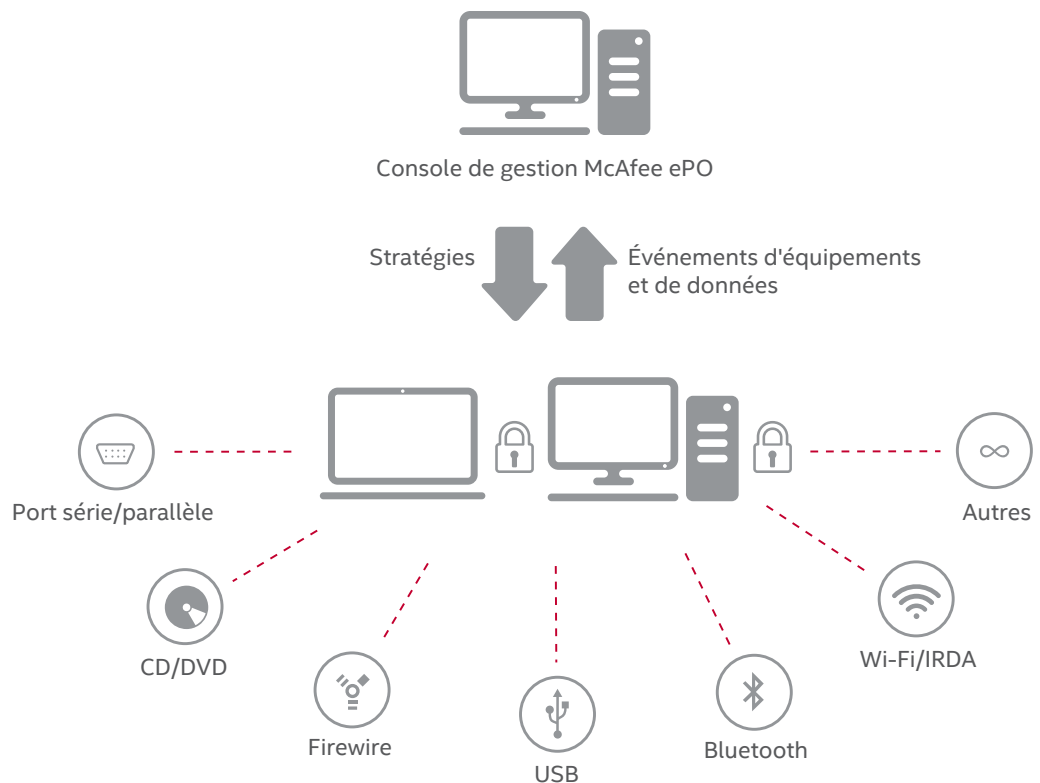 Console de gestion McAfee ePO
Stratégies
Événements d'équipements
et de données
Port série/parallèle
Autres
CD/DVD
Wi-Fi/IRDA
Firewire
Bluetooth
USB